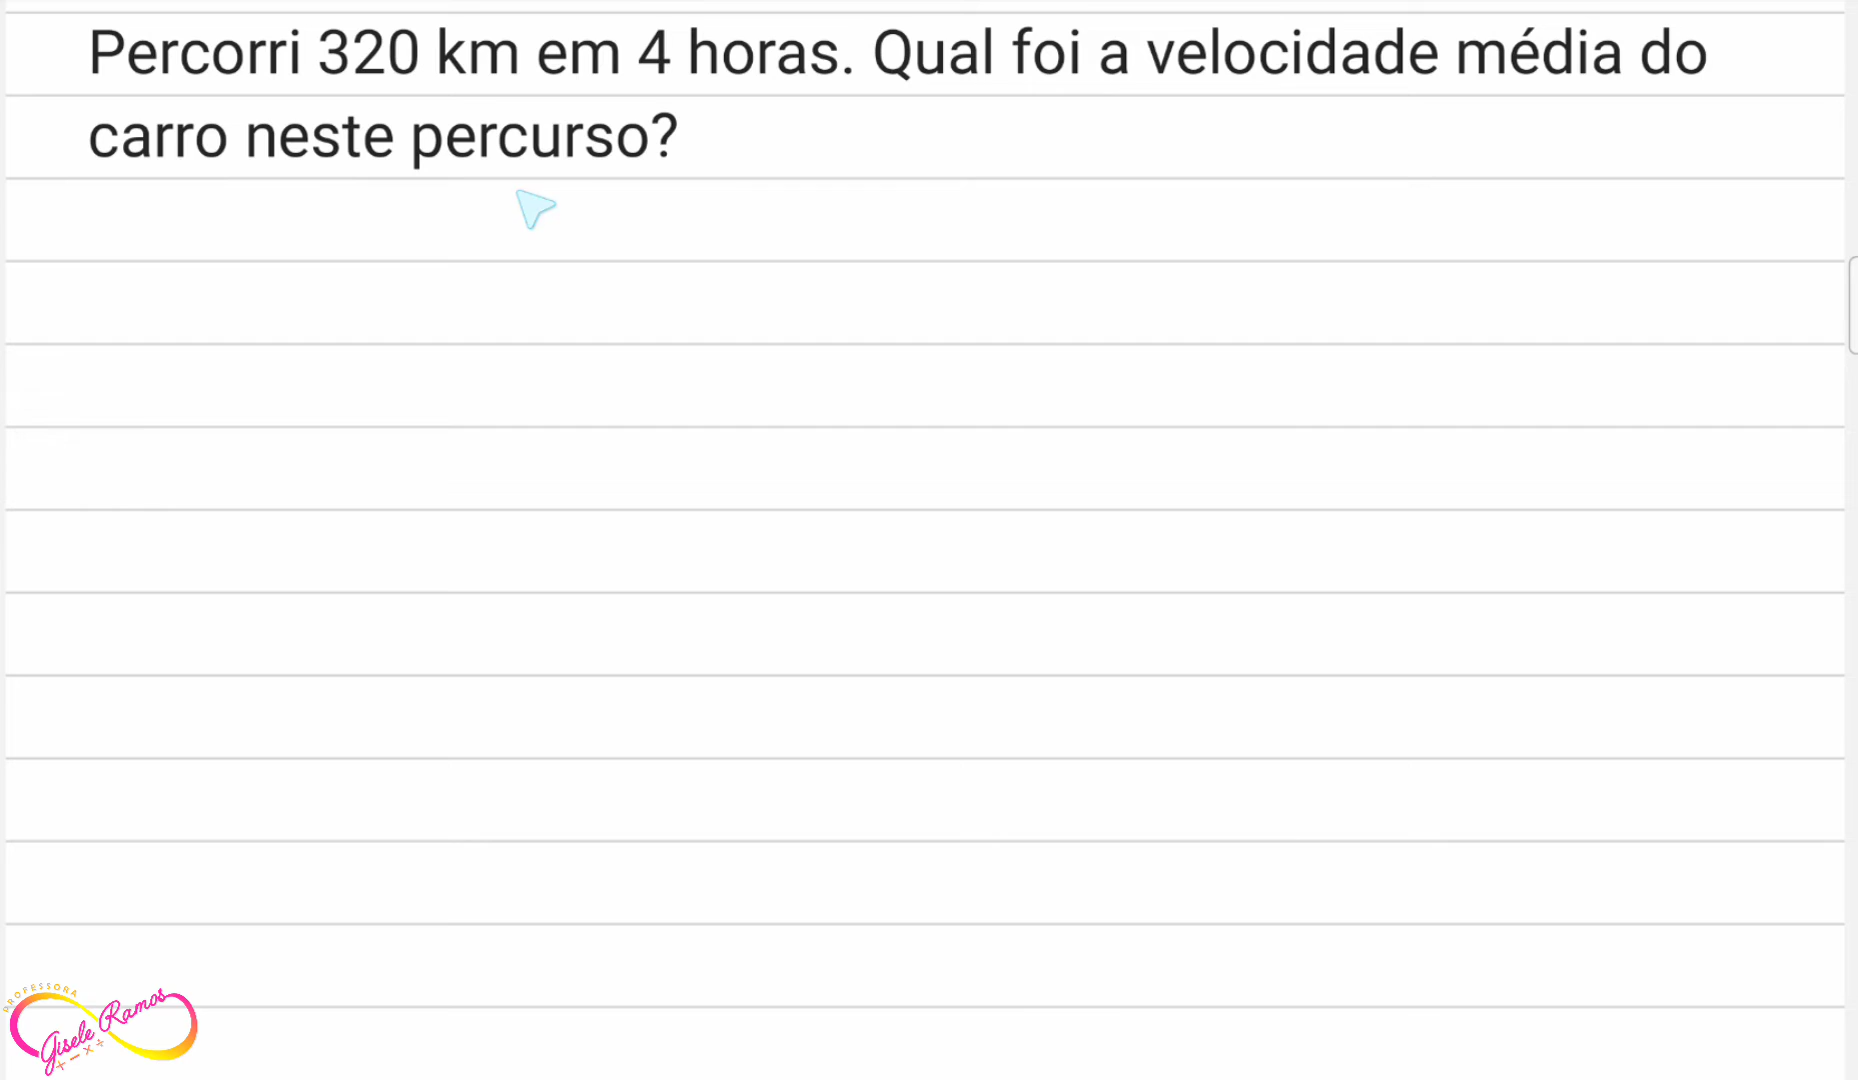 Percorri 320 km em 4 horas. Qual foi a velocidade média do
carro neste percurso?
PROFESSORA
Gisele Ramos
+ − × ÷